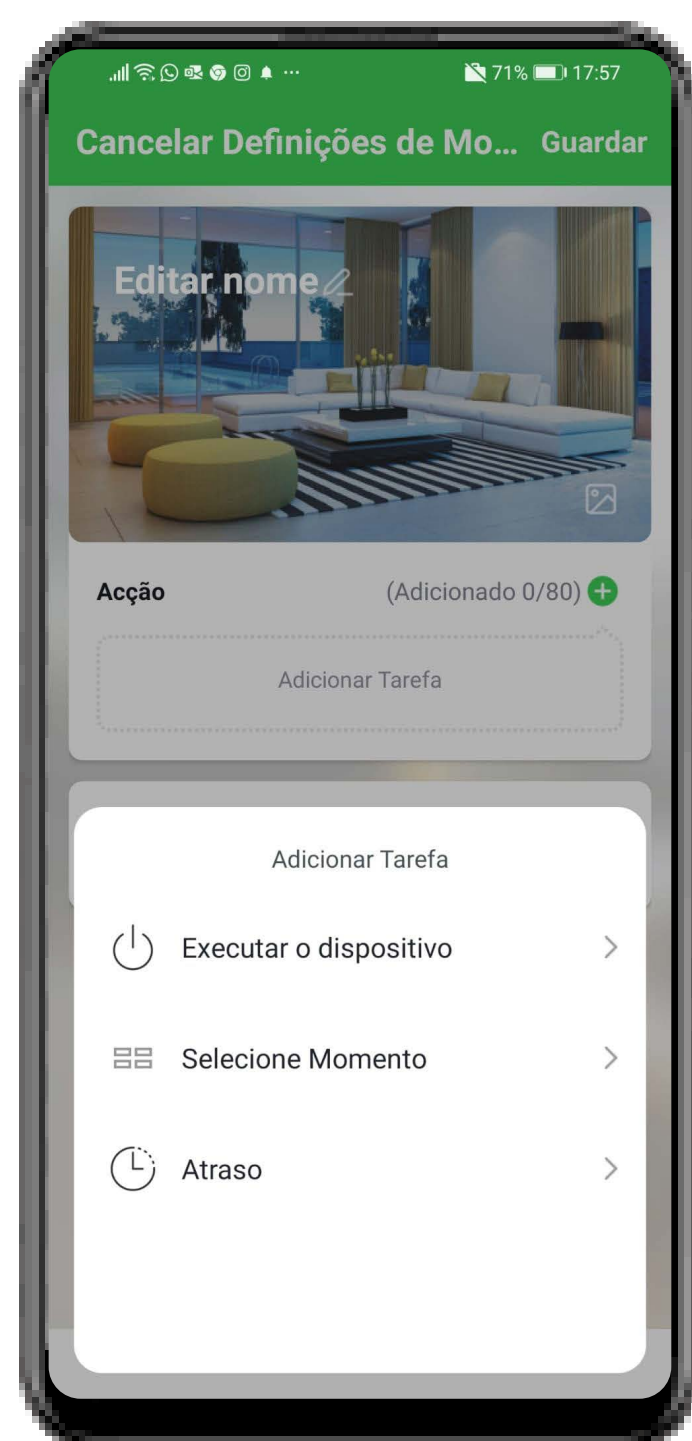 71% 17:57
Cancelar Definições de Mo... Guardar
Editar nome
Acção (Adicionado 0/80)
Adicionar Tarefa
Adicionar Tarefa
Executar o dispositivo
Selecione Momento
Atraso